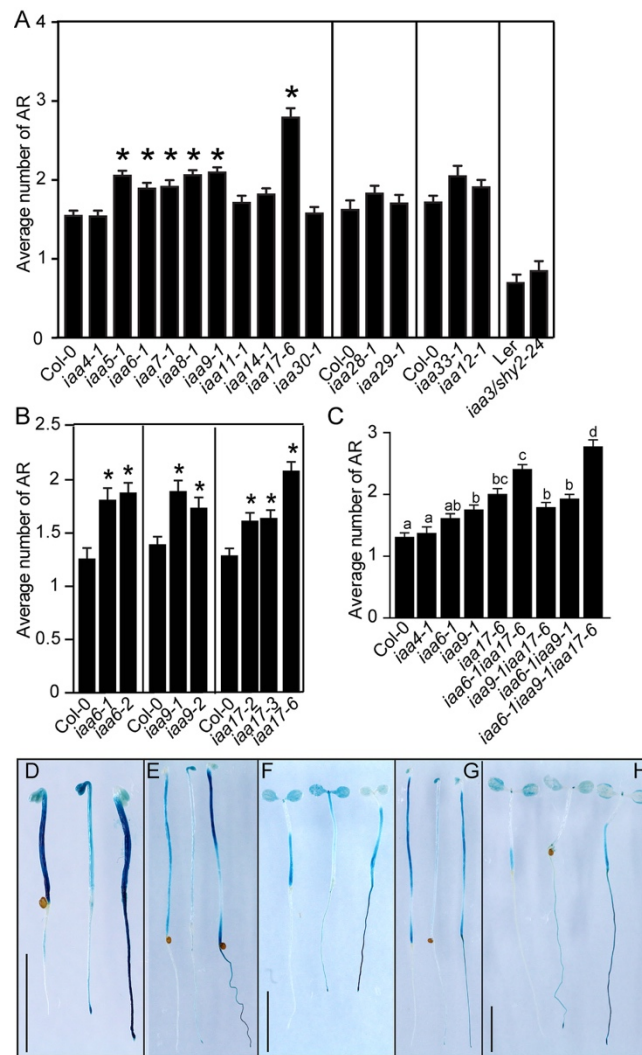 A
Average number of AR
4
3
2
1
0
* * * * * *
Col-0
iaa4-1
iaa5-1
iaa6-1
iaa7-1
iaa8-1
iaa9-1
iaa11-1
iaa14-1
iaa17-6
iaa30-1
Col-0
iaa28-1
iaa29-1
Col-0
iaa33-1
iaa12-1
Ler
iaa3/shy2-24
B
Average number of AR
2.5
2
1.5
1
0.5
0
* * * * * * *
Col-0
iaa6-1
iaa6-2
Col-0
iaa9-1
iaa9-2
Col-0
iaa17-2
iaa17-3
iaa17-6
C
Average number of AR
3
2
1
0
a a ab b bc c b b d
Col-0
iaa4-1
iaa6-1
iaa9-1
iaa17-6
iaa6-1iaa17-6
iaa9-1iaa17-6
iaa6-1iaa9-1
iaa6-1iaa9-1iaa17-6
D
E
F
G
H